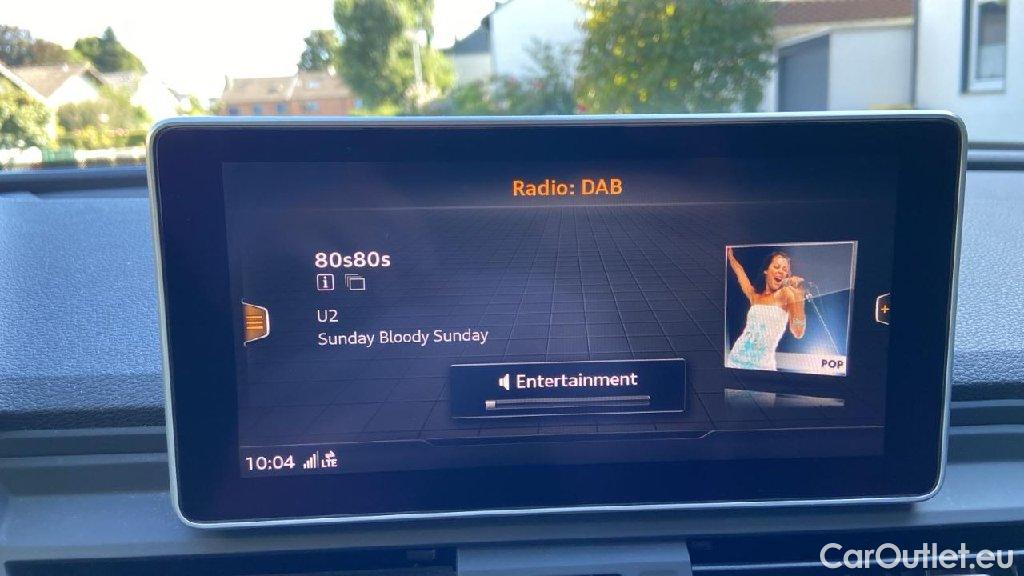 Radio: DAB
80s80s
i
U2
Sunday Bloody Sunday
POP
Entertainment
10:04 LTE
CarOutlet.eu